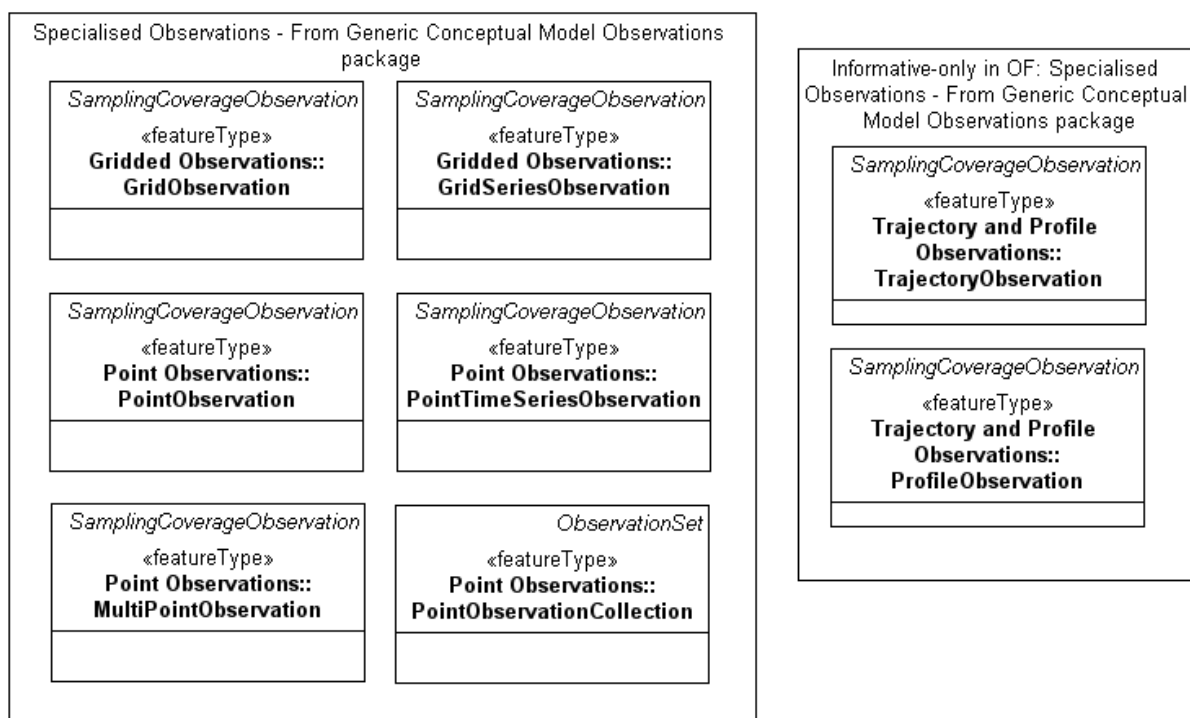 Specialised Observations - From Generic Conceptual Model Observations
package
SamplingCoverageObservation
«featureType»
Gridded Observations::
GridObservation
SamplingCoverageObservation
«featureType»
Gridded Observations::
GridSeriesObservation
SamplingCoverageObservation
«featureType»
Point Observations::
PointObservation
SamplingCoverageObservation
«featureType»
Point Observations::
PointTimeSeriesObservation
SamplingCoverageObservation
«featureType»
Point Observations::
MultiPointObservation
ObservationSet
«featureType»
Point Observations::
PointObservationCollection
Informative-only in OF: Specialised
Observations - From Generic Conceptual
Model Observations package
SamplingCoverageObservation
«featureType»
Trajectory and Profile
Observations::
TrajectoryObservation
SamplingCoverageObservation
«featureType»
Trajectory and Profile
Observations::
ProfileObservation